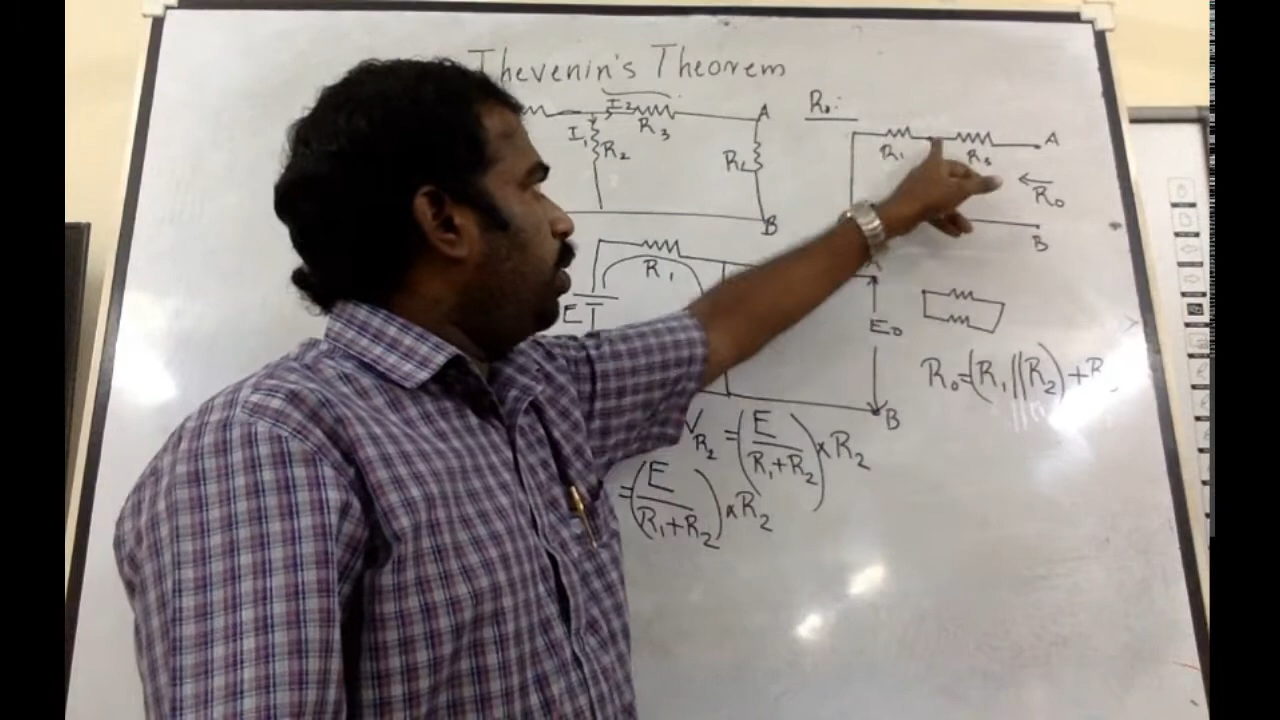 Thevenin's Theorem
I2
R3
A
I1
R2
RL
B
R0:
R1
R3
A
R0
B
R1
E
E0
B
R0=(R1||R2)+R
VR2 = (E/R1+R2)×R2
=(E/R1+R2)×R2